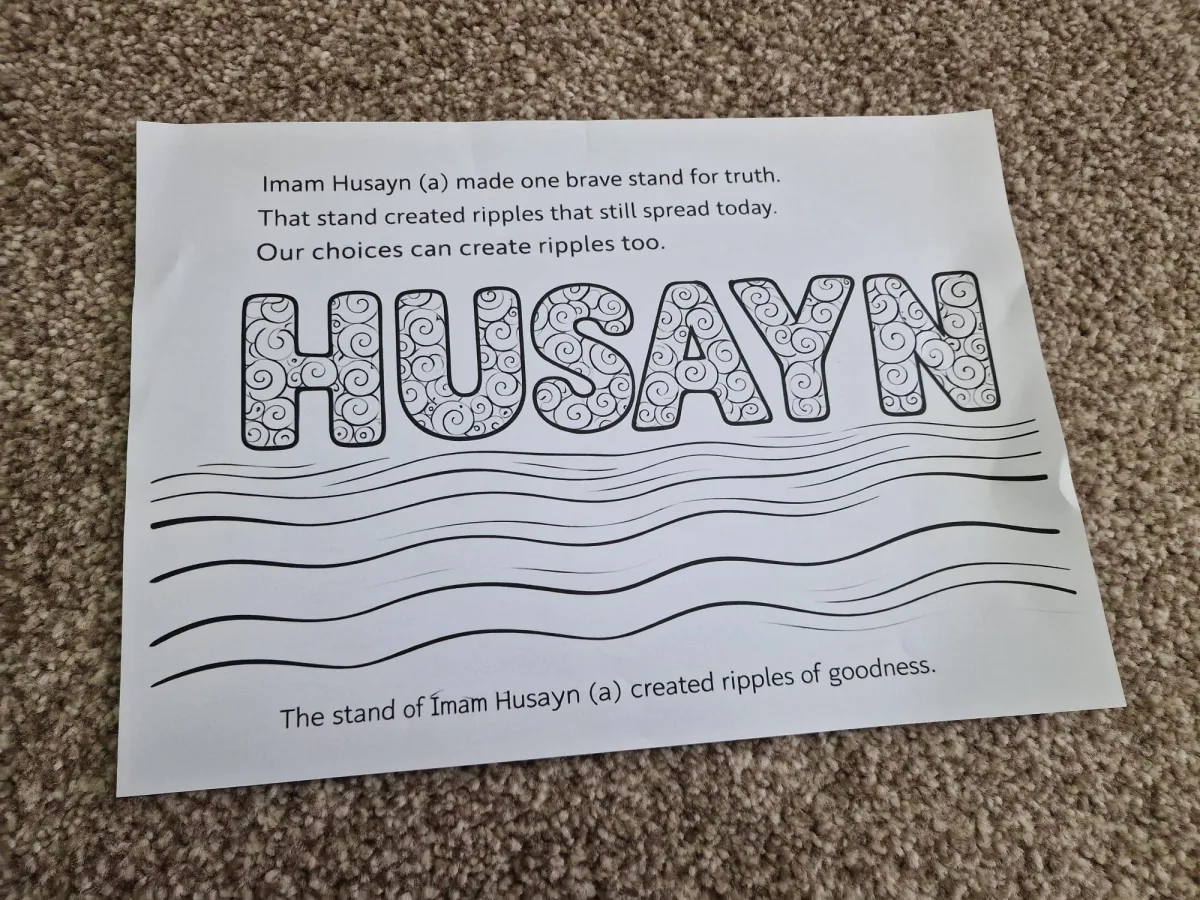 Imam Husayn (a) made one brave stand for truth.
That stand created ripples that still spread today.
Our choices can create ripples too.
HUSAYN
The stand of Imam Husayn (a) created ripples of goodness.